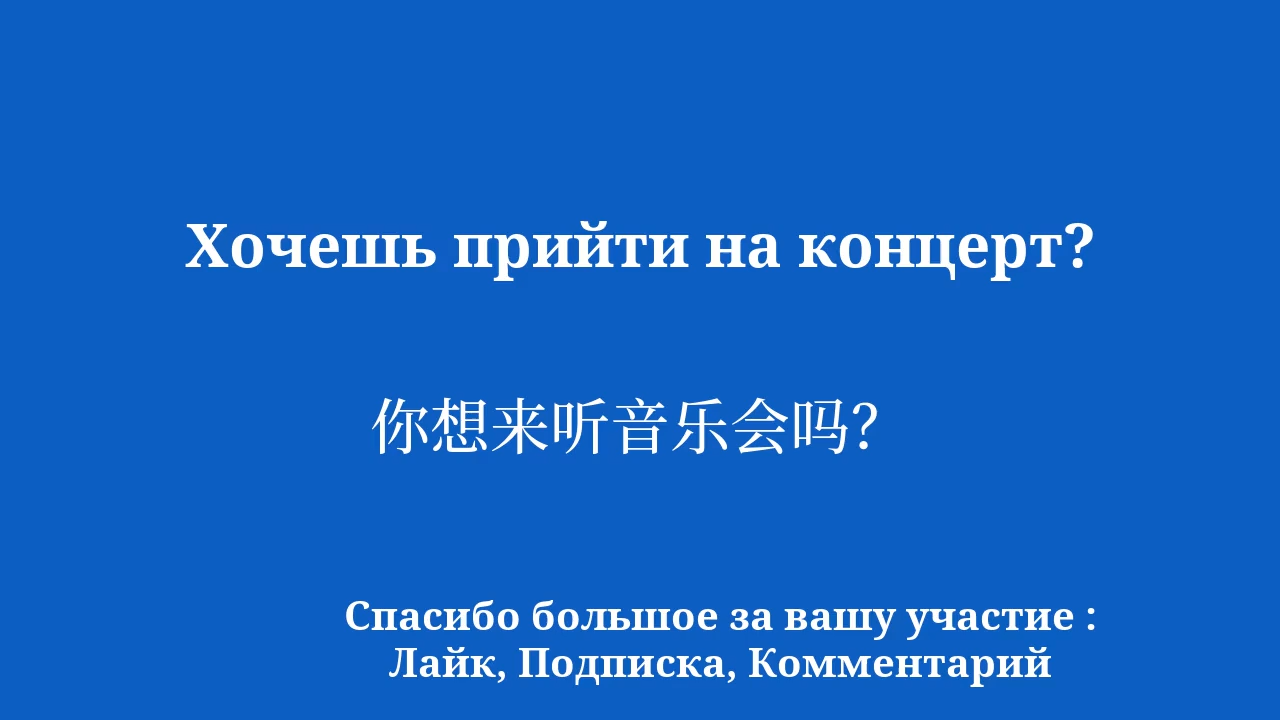 Хочешь прийти на концерт?
你想来听音乐会吗？
Спасибо большое за вашу участие :
Лайк, Подписка, Комментарий